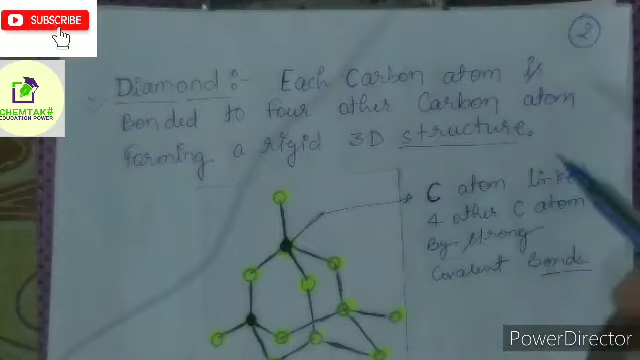 SUBSCRIBE
2
CHEMTAK#
EDUCATION POWER
Diamond:- Each Carbon atom is
Bonded to four other Carbon atom
forming a rigid 3D structure.
C atom linked
4 other C atom
By strong
Covalent Bonds
PowerDirector